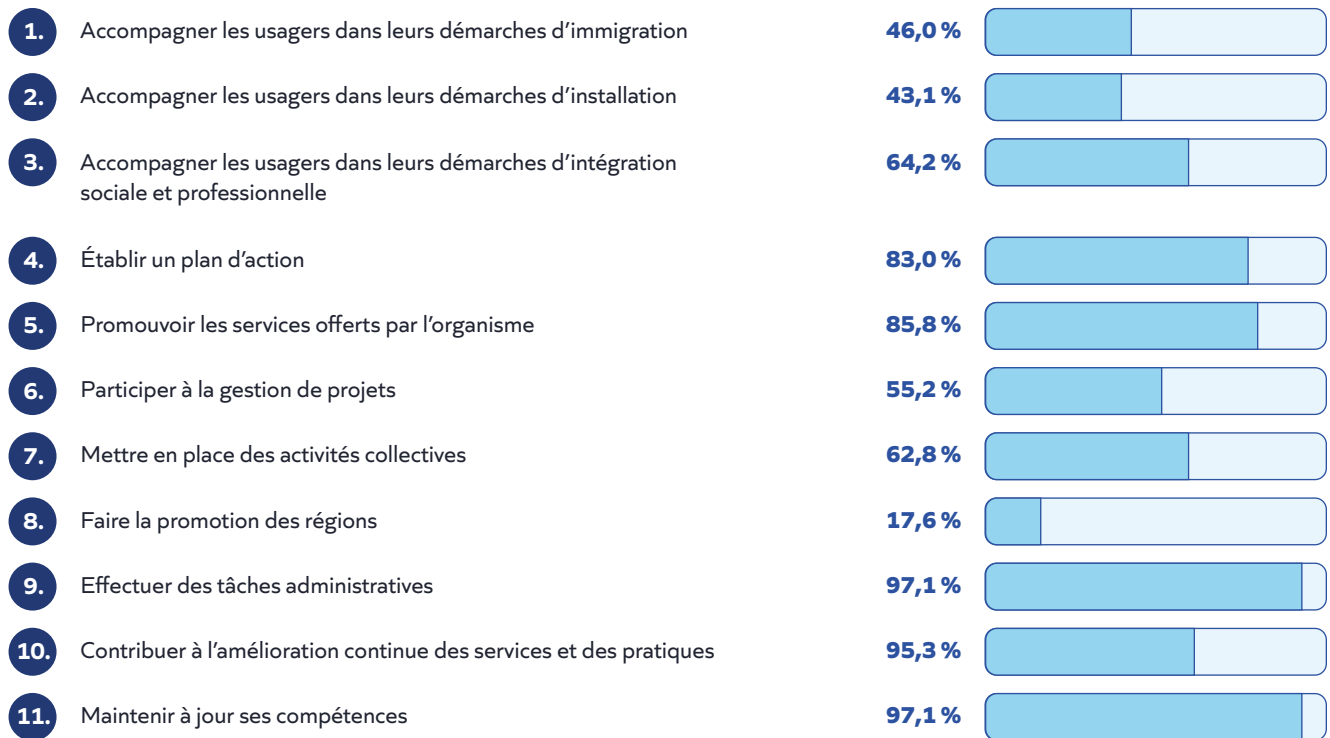 1. Accompagner les usagers dans leurs démarches d’immigration 46,0 %
2. Accompagner les usagers dans leurs démarches d’installation 43,1 %
3. Accompagner les usagers dans leurs démarches d’intégration 64,2 %
sociale et professionnelle
4. Établir un plan d’action 83,0 %
5. Promouvoir les services offerts par l’organisme 85,8 %
6. Participer à la gestion de projets 55,2 %
7. Mettre en place des activités collectives 62,8 %
8. Faire la promotion des régions 17,6 %
9. Effectuer des tâches administratives 97,1 %
10. Contribuer à l’amélioration continue des services et des pratiques 95,3 %
11. Maintenir à jour ses compétences 97,1 %